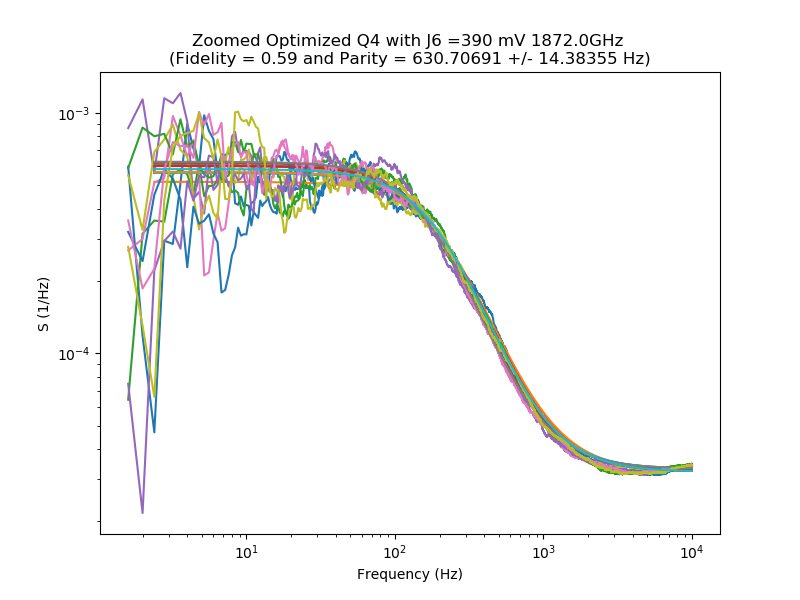 Zoomed Optimized Q4 with J6 =390 mV 1872.0GHz
(Fidelity = 0.59 and Parity = 630.70691 +/- 14.38355 Hz)
S (1/Hz)
10⁻³
10⁻⁴
10¹
10²
10³
10⁴
Frequency (Hz)